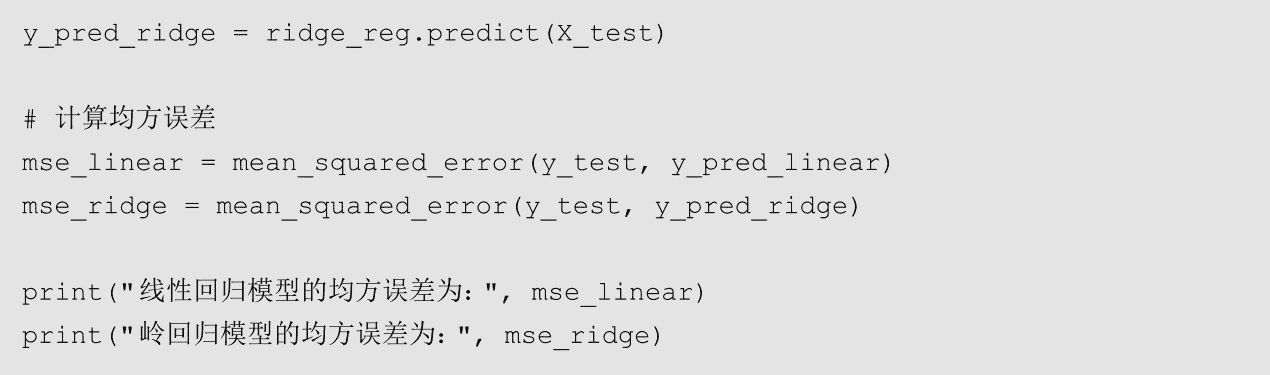 y_pred_ridge = ridge_reg.predict(X_test)
# 计算均方误差
mse_linear = mean_squared_error(y_test, y_pred_linear)
mse_ridge = mean_squared_error(y_test, y_pred_ridge)
print("线性回归模型的均方误差为：", mse_linear)
print("岭回归模型的均方误差为：", mse_ridge)